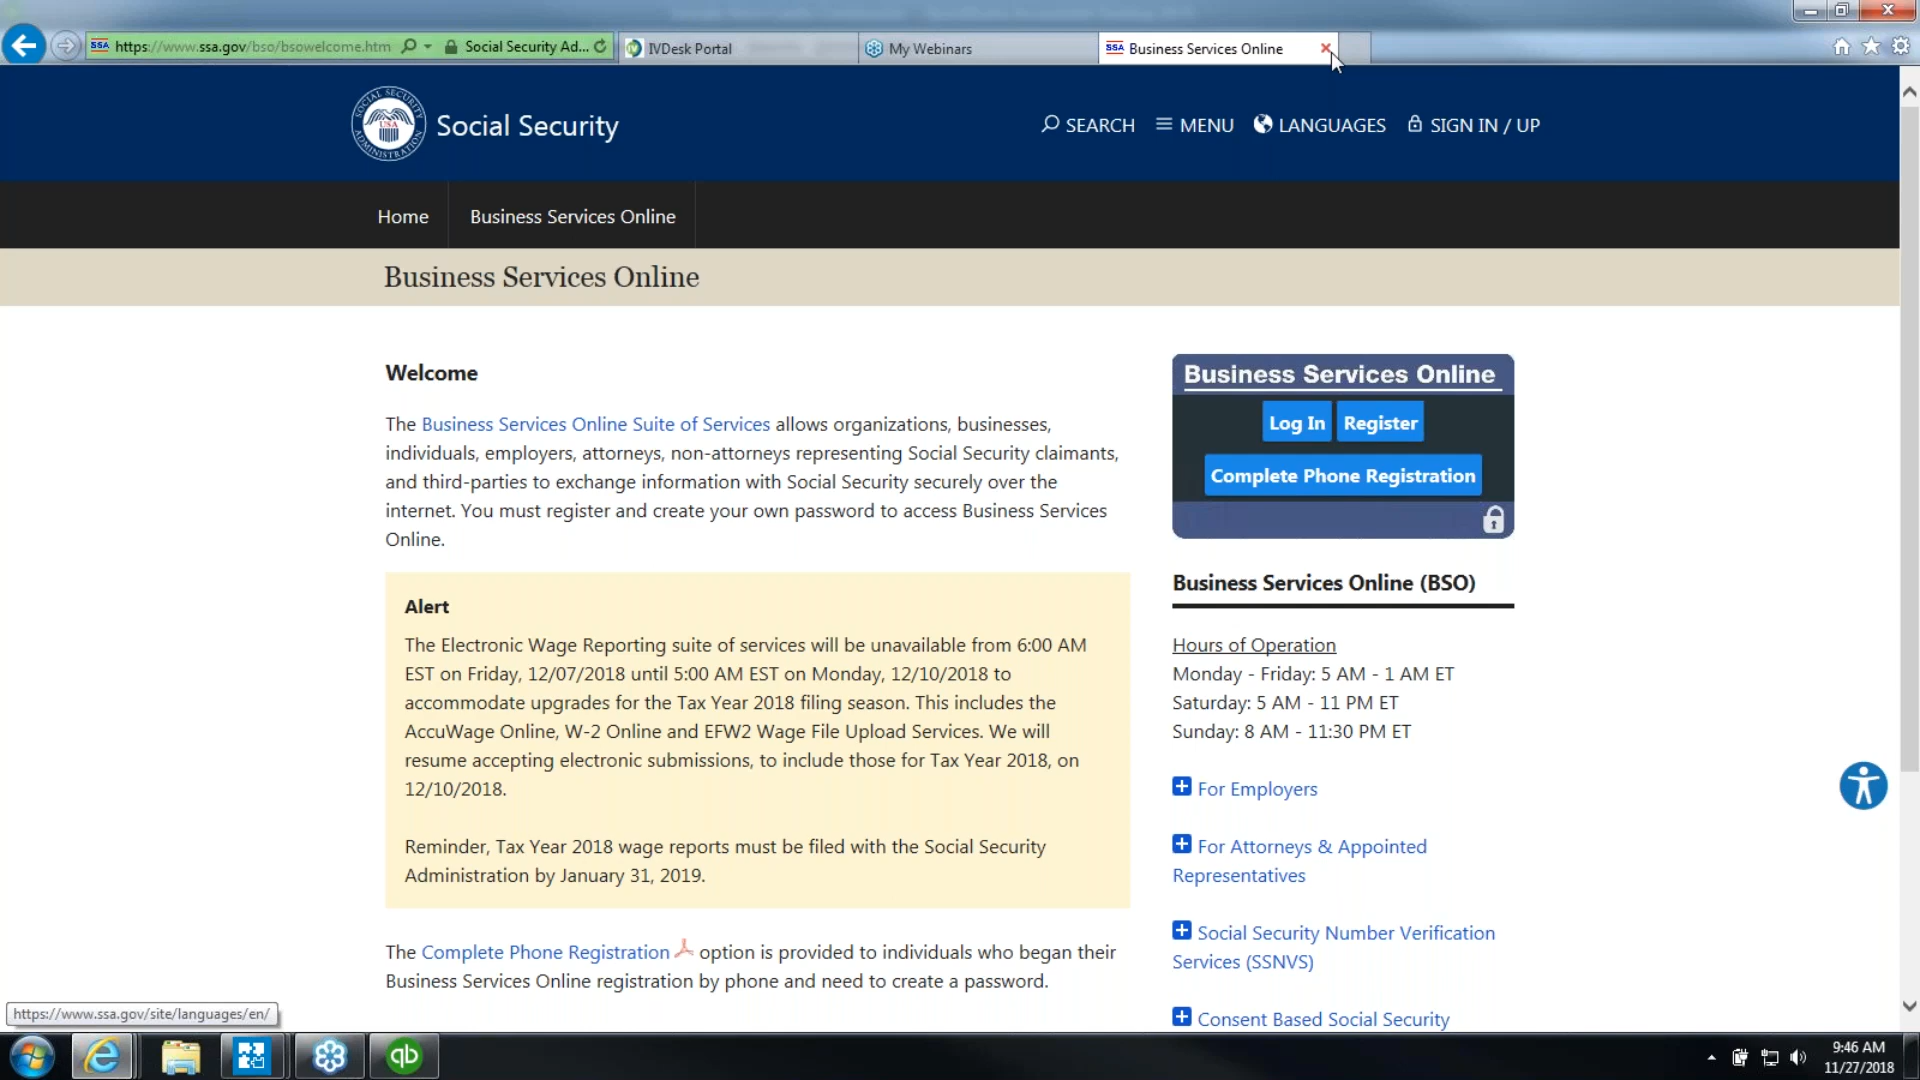 https://www.ssa.gov/bso/bsowelcome.htm
Social Security Ad...
IVDesk Portal
My Webinars
SSA Business Services Online
Social Security
SEARCH
MENU
LANGUAGES
SIGN IN / UP
Home
Business Services Online
Business Services Online
Welcome
The Business Services Online Suite of Services allows organizations, businesses,
individuals, employers, attorneys, non-attorneys representing Social Security claimants,
and third-parties to exchange information with Social Security securely over the
internet. You must register and create your own password to access Business Services
Online.
Alert
The Electronic Wage Reporting suite of services will be unavailable from 6:00 AM
EST on Friday, 12/07/2018 until 5:00 AM EST on Monday, 12/10/2018 to
accommodate upgrades for the Tax Year 2018 filing season. This includes the
AccuWage Online, W-2 Online and EFW2 Wage File Upload Services. We will
resume accepting electronic submissions, to include those for Tax Year 2018, on
12/10/2018.
Reminder, Tax Year 2018 wage reports must be filed with the Social Security
Administration by January 31, 2019.
The Complete Phone Registration option is provided to individuals who began their
Business Services Online registration by phone and need to create a password.
Business Services Online
Log In
Register
Complete Phone Registration
Business Services Online (BSO)
Hours of Operation
Monday - Friday: 5 AM - 1 AM ET
Saturday: 5 AM - 11 PM ET
Sunday: 8 AM - 11:30 PM ET
For Employers
For Attorneys & Appointed
Representatives
Social Security Number Verification
Services (SSNVS)
Consent Based Social Security
https://www.ssa.gov/site/languages/en/
qb
9:46 AM
11/27/2018